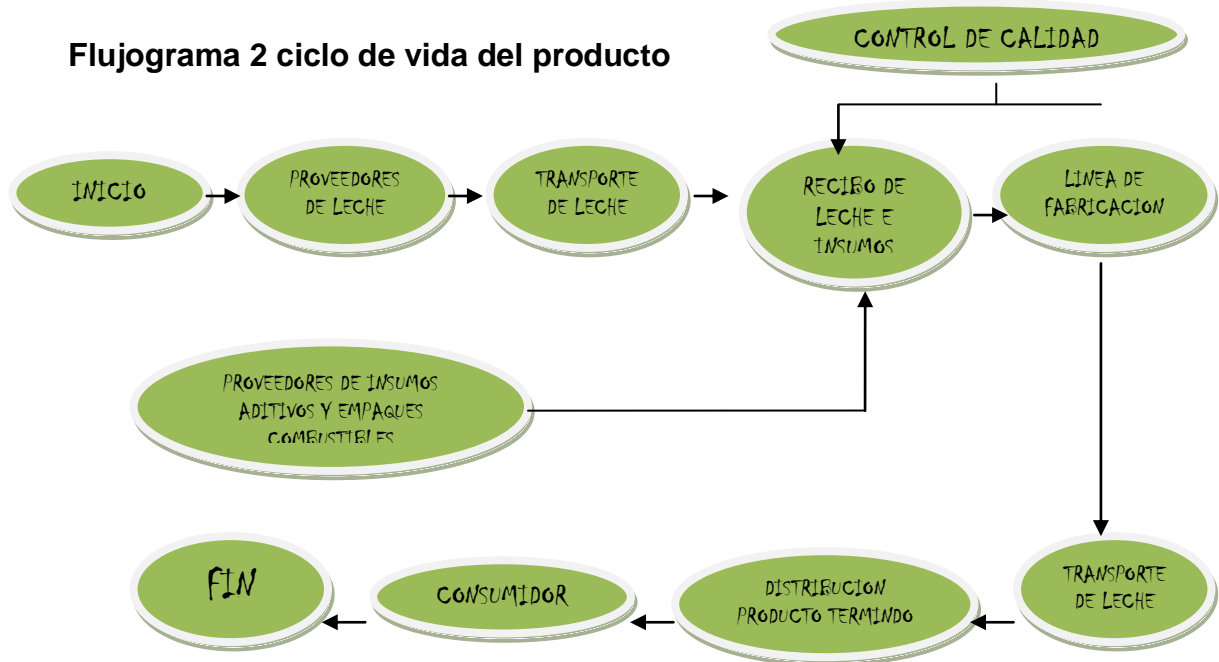 Flujograma 2 ciclo de vida del producto
CONTROL DE CALIDAD
INICIO
PROVEEDORES
DE LECHE
TRANSPORTE
DE LECHE
RECIBO DE
LECHE E
INSUMOS
LINEA DE
FABRICACION
PROVEEDORES DE INSUMOS
ADITIVOS Y EMPAQUES
COMBUSTIBLES
FIN
CONSUMIDOR
DISTRIBUCION
PRODUCTO TERMINDO
TRANSPORTE
DE LECHE